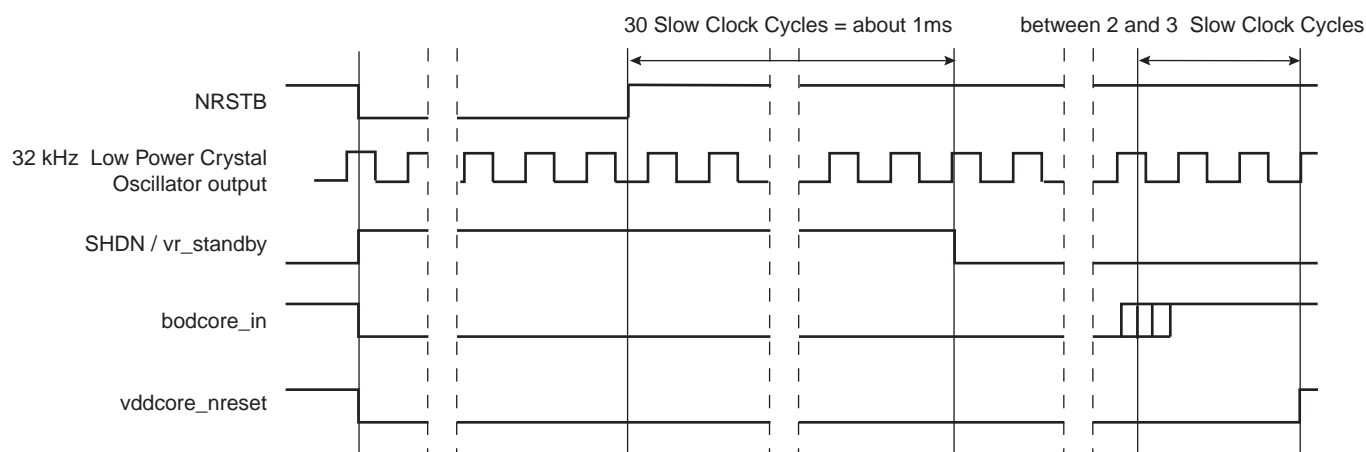 30 Slow Clock Cycles = about 1ms
between 2 and 3 Slow Clock Cycles
NRSTB
32 kHz Low Power Crystal
Oscillator output
SHDN / vr_standby
bodcore_in
vddcore_nreset